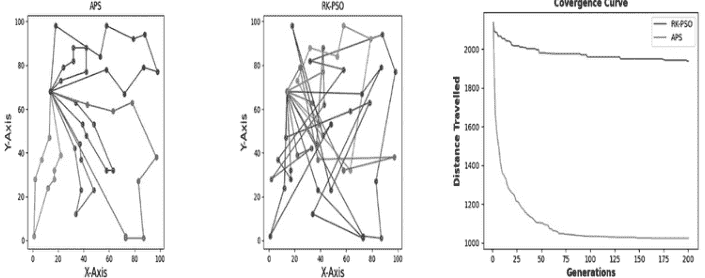 APS
100
80
60
40
20
0
Y-Axis
0 20 40 60 80 100
X-Axis
RK-PSO
100
80
60
40
20
0
Y-Axis
0 20 40 60 80 100
X-Axis
Covergence Curve
RK-PSO
APS
2000
1800
1600
1400
1200
1000
Distance Travelled
0 25 50 75 100 125 150 175 200
Generations